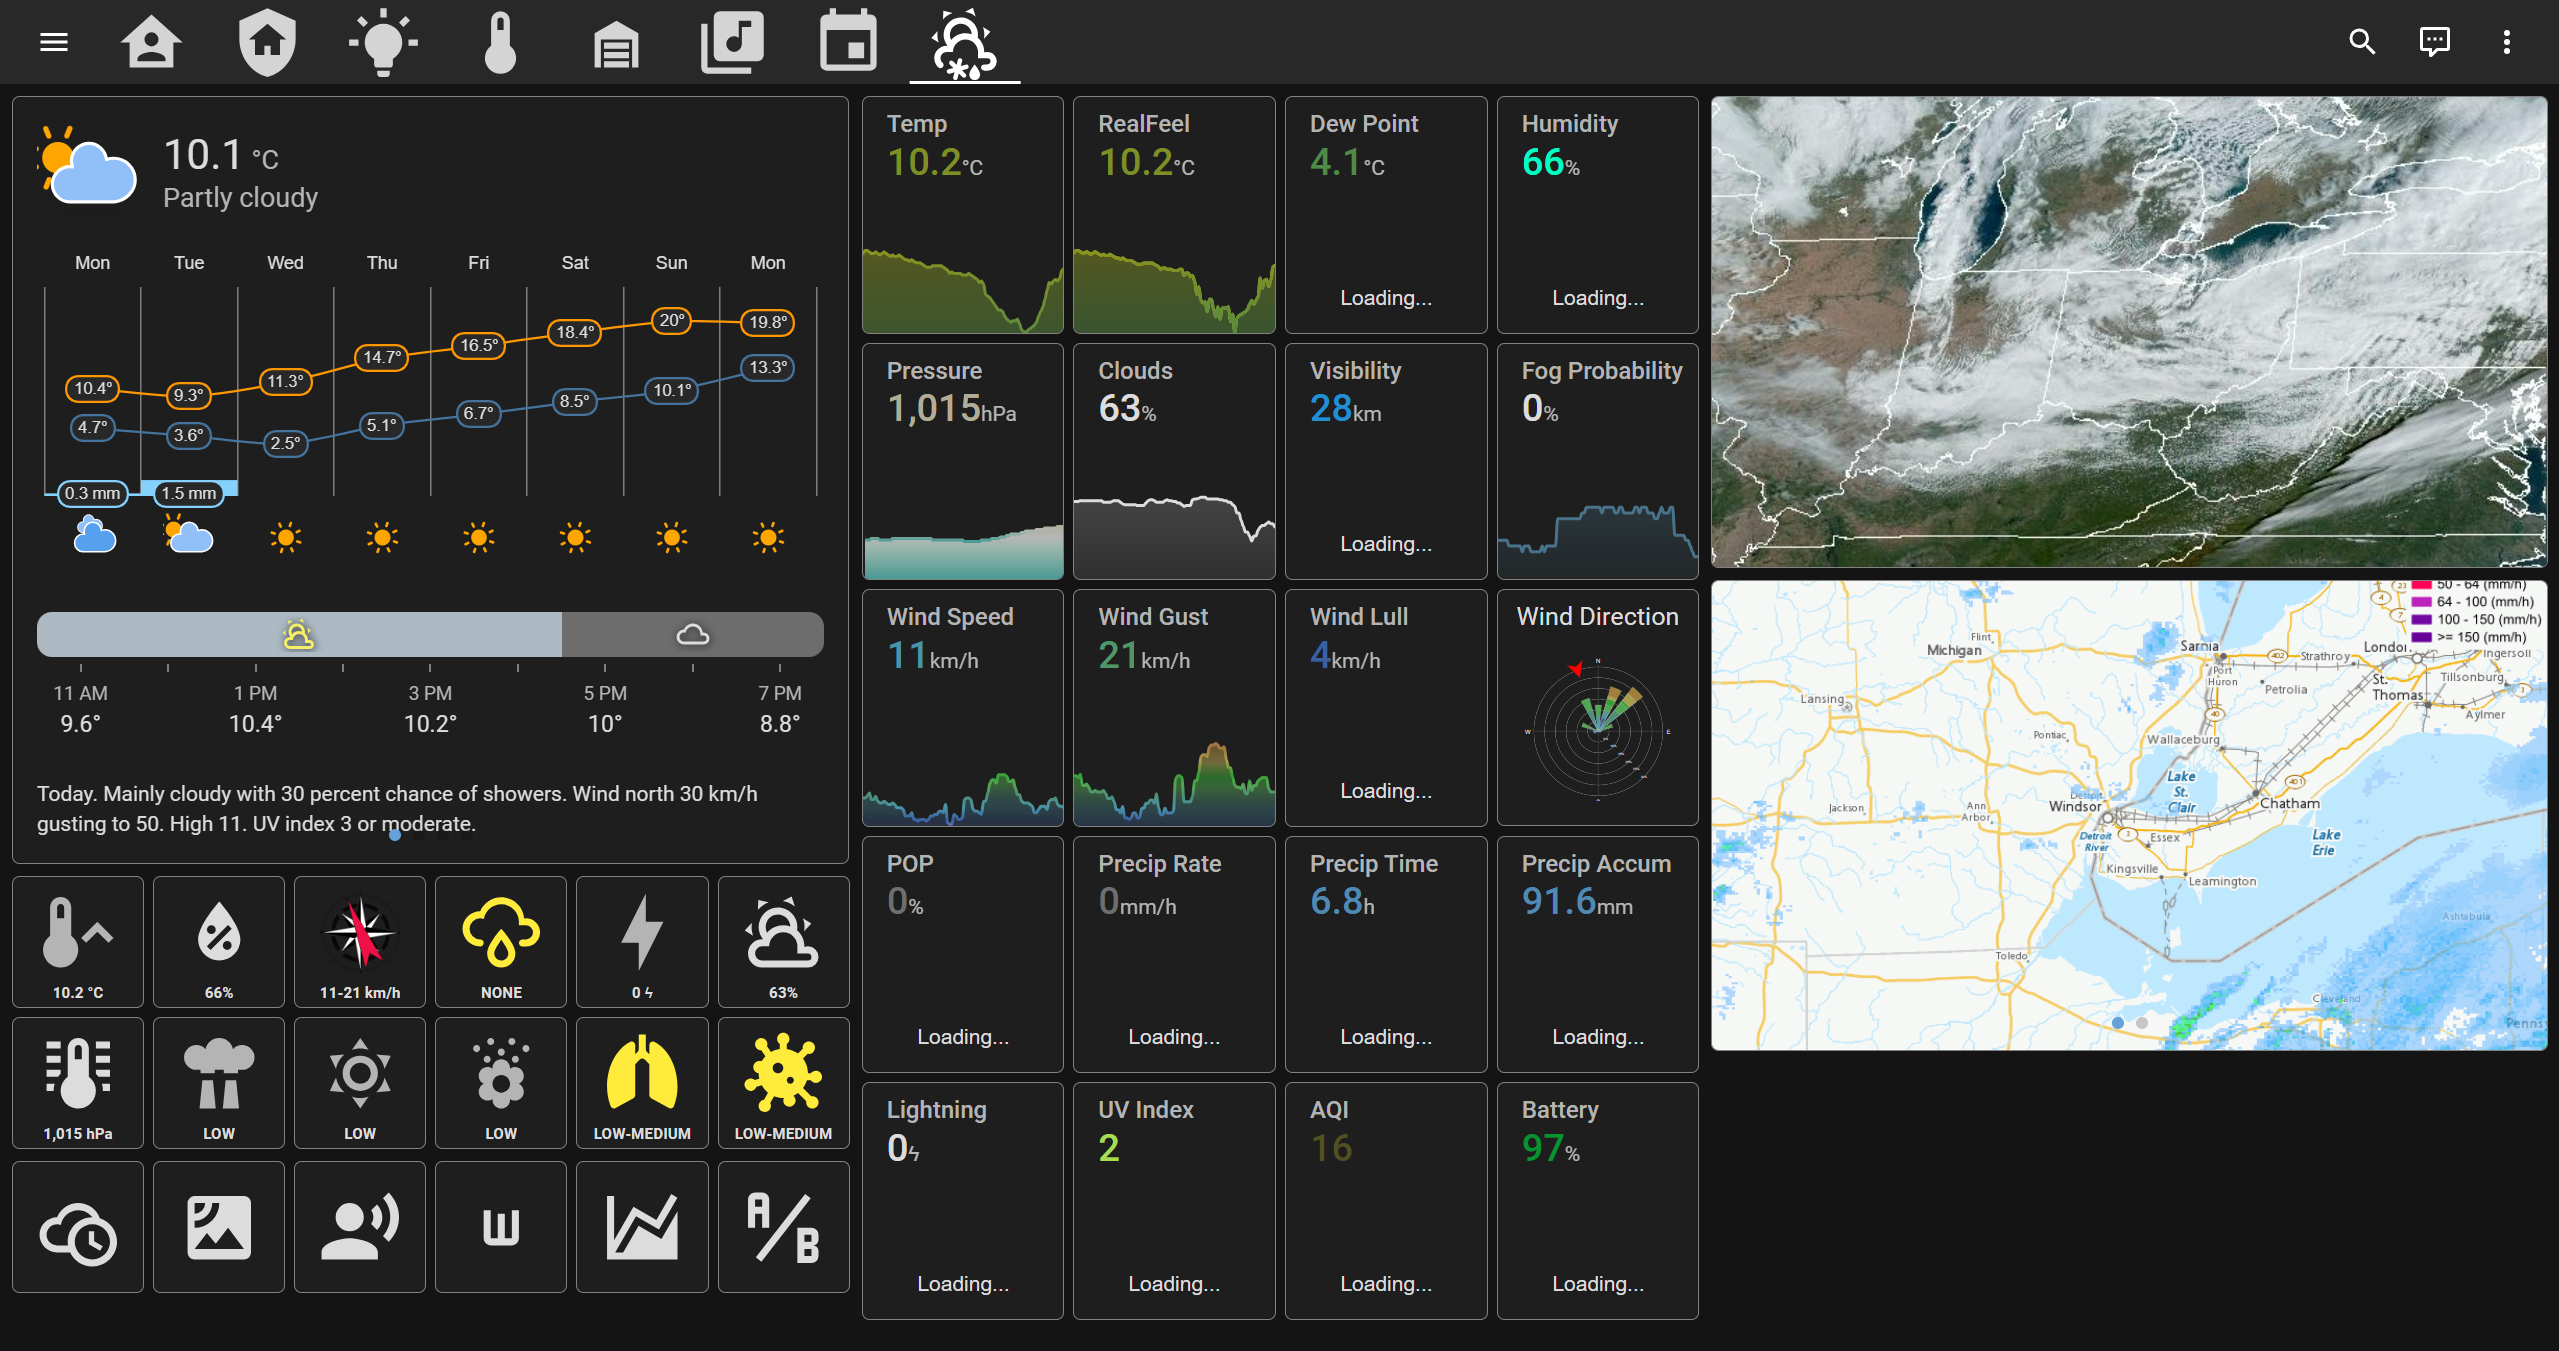 10.1 °C
Partly cloudy
Mon Tue Wed Thu Fri Sat Sun Mon
10.4° 9.3° 11.3° 14.7° 16.5° 18.4° 20° 19.8°
4.7° 3.6° 2.5° 5.1° 6.7° 8.5° 10.1° 13.3°
0.3 mm 1.5 mm
11 AM 1 PM 3 PM 5 PM 7 PM
9.6° 10.4° 10.2° 10° 8.8°
Today. Mainly cloudy with 30 percent chance of showers. Wind north 30 km/h
gusting to 50. High 11. UV index 3 or moderate.
10.2 °C 66% 11-21 km/h NONE 0 ϟ 63%
1,015 hPa LOW LOW LOW LOW-MEDIUM LOW-MEDIUM
W
A/B
Temp RealFeel Dew Point Humidity
10.2°C 10.2°C 4.1°C 66%
Loading... Loading...
Pressure Clouds Visibility Fog Probability
1,015hPa 63% 28km 0%
Loading...
Wind Speed Wind Gust Wind Lull Wind Direction
11km/h 21km/h 4km/h
N
W E
Loading...
POP Precip Rate Precip Time Precip Accum
0% 0mm/h 6.8h 91.6mm
Loading... Loading... Loading... Loading...
Lightning UV Index AQI Battery
0ϟ 2 16 97%
Loading... Loading... Loading... Loading...
50 - 64 (mm/h)
64 - 100 (mm/h)
100 - 150 (mm/h)
>= 150 (mm/h)
23
4
7
Flint
Michigan
Sarnia
402
Strathroy
London
Ingersoll
Port
Huron
Petrolia
St.
Thomas
Tillsonburg
3
Lansing
40
Aylmer
Pontiac
Wallaceburg
Lake
St.
Clair
401
Detroit
Windsor
Chatham
Jackson
Ann
Arbor
Detroit
River
3
Essex
Lake
Erie
Kingsville
Leamington
Ashtabula
Toledo
Cleveland
Penns